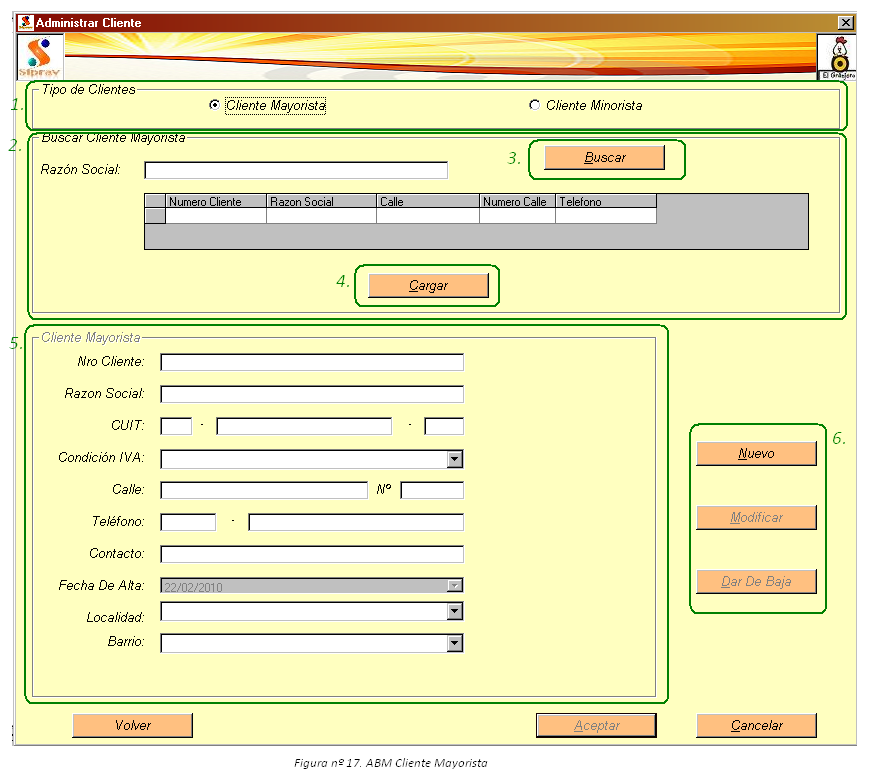 Administrar Cliente
Sipray
El Gallipato
1. Tipo de Clientes
Cliente Mayorista Cliente Minorista
2. Buscar Cliente Mayorista
3. Buscar
Razón Social:
Numero Cliente Razon Social Calle Numero Calle Telefono
4. Cargar
5. Cliente Mayorista
Nro Cliente:
Razon Social:
CUIT: - -
Condición IVA:
6. Nuevo
Calle: Nº
Teléfono: -
Modificar
Contacto:
Fecha De Alta: 22/02/2010
Dar De Baja
Localidad:
Barrio:
Volver Aceptar Cancelar
Figura nº 17. ABM Cliente Mayorista